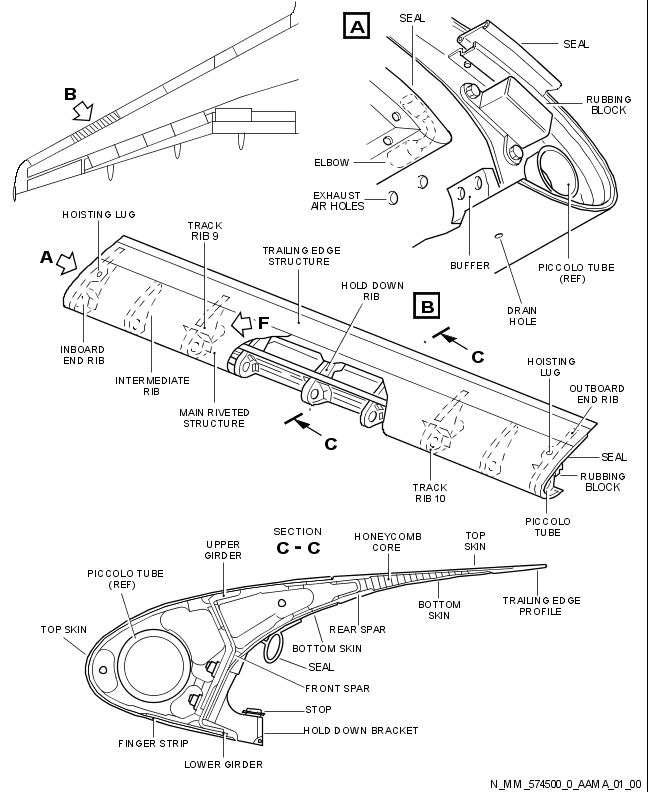 SEAL
A
SEAL
B
RUBBING
BLOCK
ELBOW
EXHAUST
AIR HOLES
BUFFER
PICCOLO TUBE
(REF)
DRAIN
HOLE
HOISTING LUG
TRACK
RIB 9
A
TRAILING EDGE
STRUCTURE
HOLD DOWN
RIB
B
F
C
INBOARD
END RIB
INTERMEDIATE
RIB
MAIN RIVETED
STRUCTURE
C
HOISTING
LUG
OUTBOARD
END RIB
SEAL
RUBBING
BLOCK
TRACK
RIB 10
PICCOLO
TUBE
SECTION
C - C
UPPER
GIRDER
HONEYCOMB
CORE
TOP
SKIN
PICCOLO TUBE
(REF)
TRAILING EDGE
PROFILE
BOTTOM
SKIN
TOP SKIN
REAR SPAR
BOTTOM SKIN
SEAL
FRONT SPAR
STOP
HOLD DOWN BRACKET
FINGER STRIP
LOWER GIRDER
N_MM_574500_0_AAMA_01_00